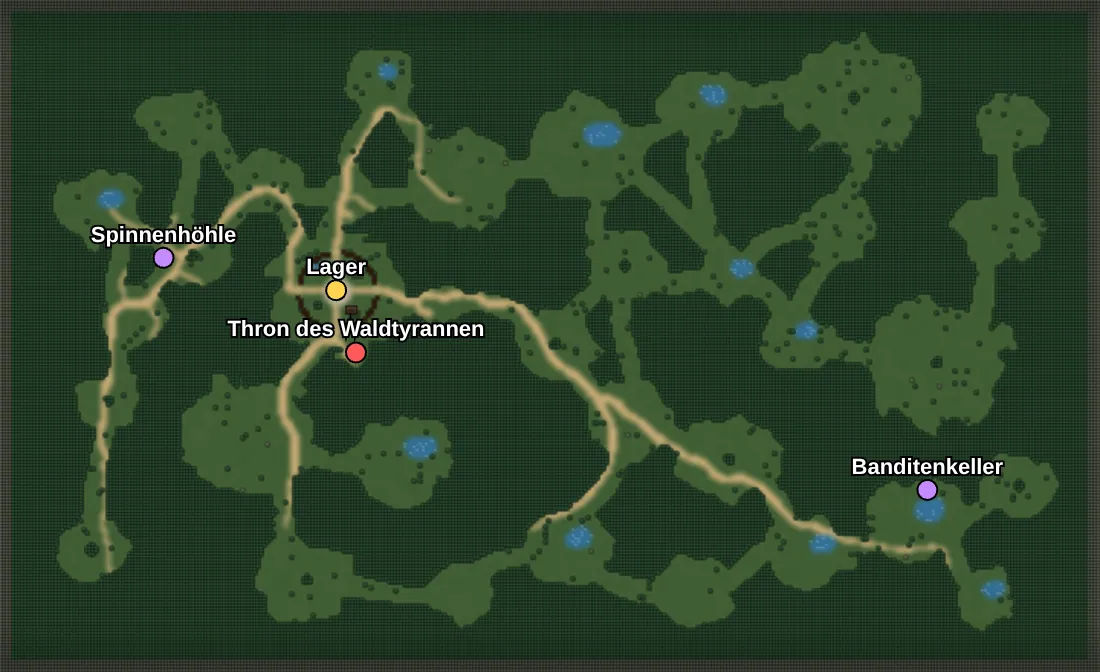 Spinnenhöhle
Lager
Thron des Waldtyrannen
Banditenkeller